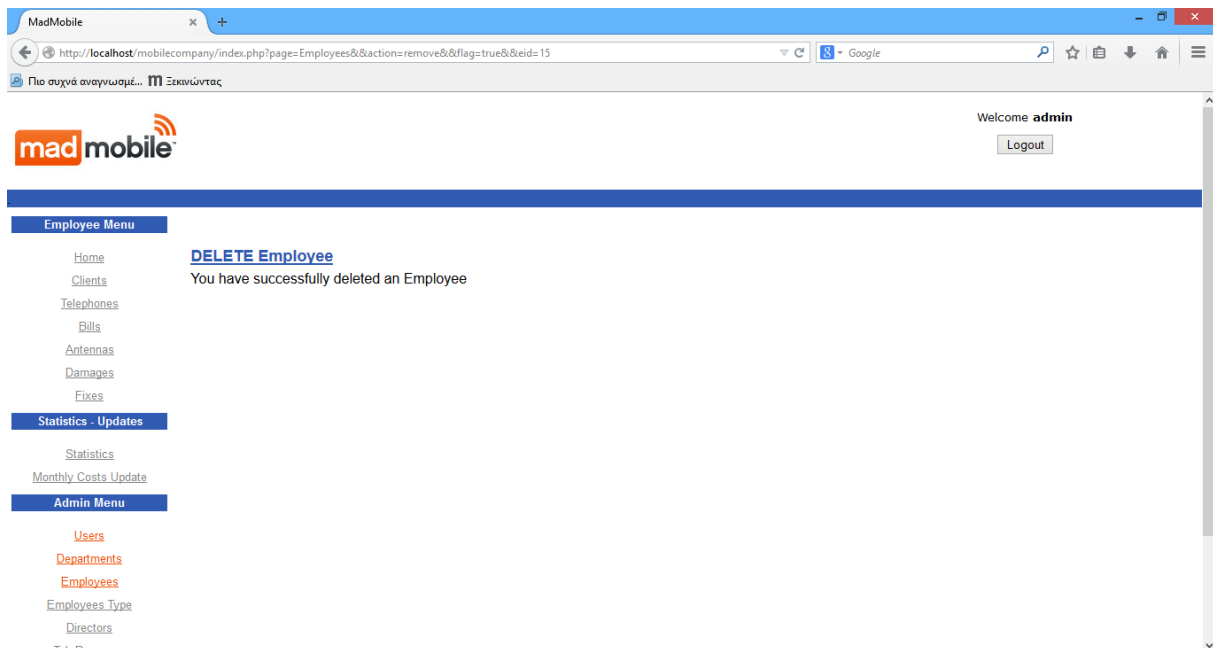 MadMobile
http://localhost/mobilecompany/index.php?page=Employees&&action=remove&&flag=true&&eid=15
Google
Πιο συχνά αναγνωσμέ... Ξεκινώντας
mad mobile
Welcome admin
Logout
Employee Menu
Home
Clients
Telephones
Bills
Antennas
Damages
Fixes
Statistics - Updates
Statistics
Monthly Costs Update
Admin Menu
Users
Departments
Employees
Employees Type
Directors
DELETE Employee
You have successfully deleted an Employee